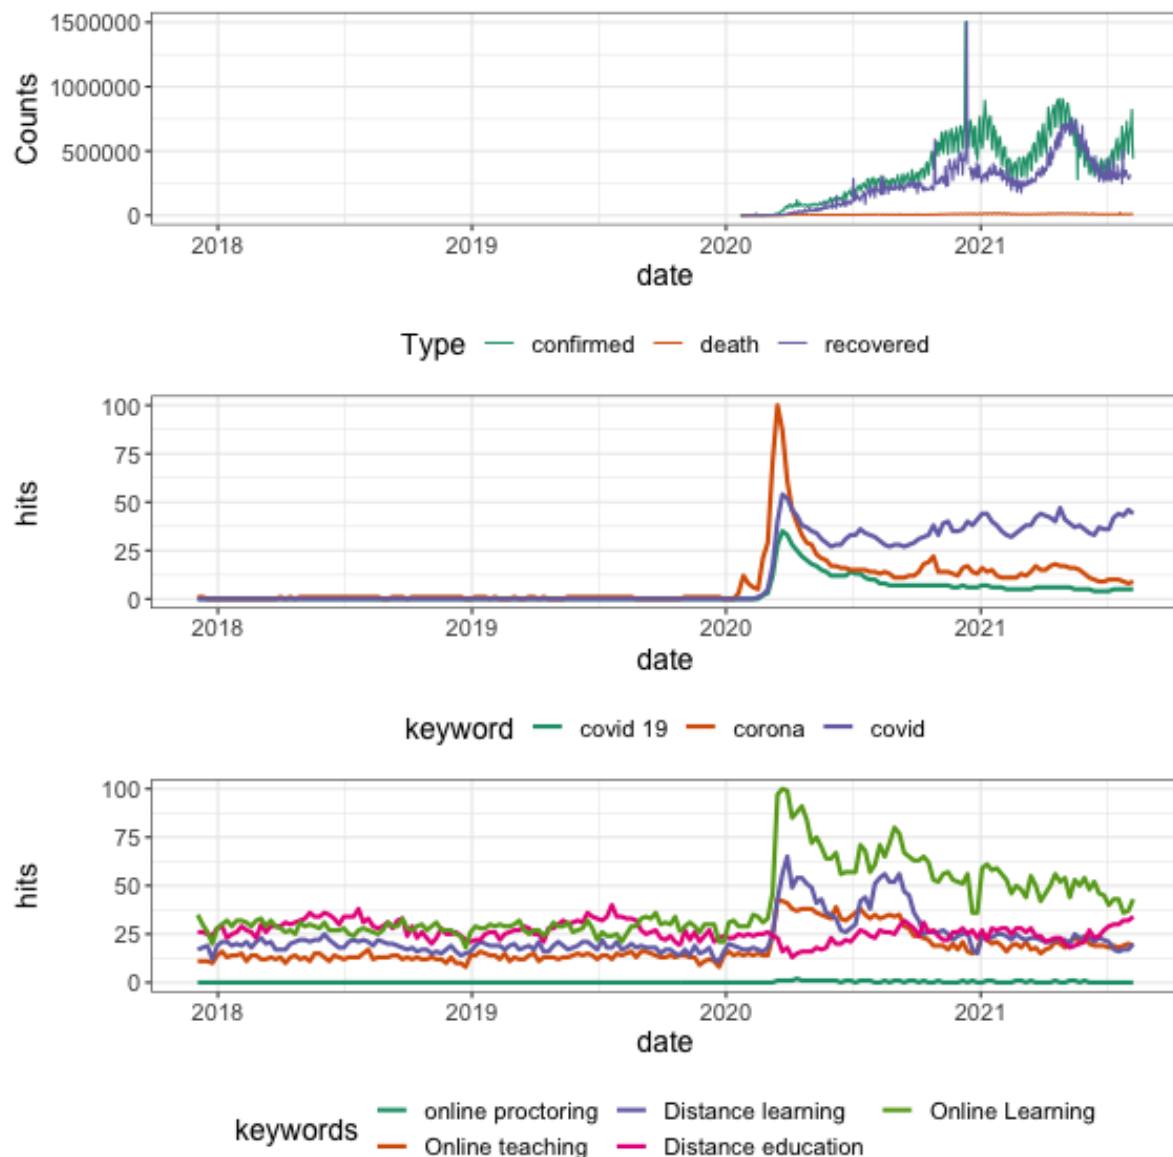 1500000
1000000
500000
0
Counts
2018 2019 2020 2021
date
Type confirmed death recovered
100
75
50
25
0
hits
2018 2019 2020 2021
date
keyword covid 19 corona covid
100
75
50
25
0
hits
2018 2019 2020 2021
date
keywords
online proctoring Distance learning Online Learning
Online teaching Distance education